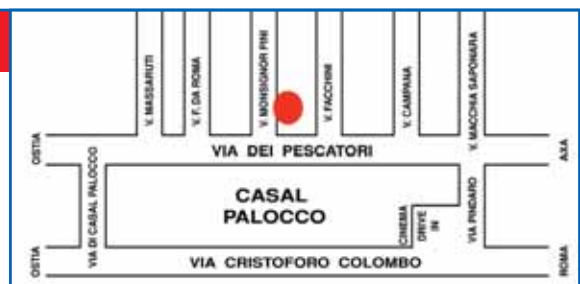 V. MASSARUTI
V. F. DA ROMA
V. MONSIGNOR PINI
V. FACCHINI
V. CAMPANA
V. MACCHIA SAPONARA
OSTIA
VIA DEI PESCATORI
AXA
VIA DI CASAL PALOCCO
CASAL
PALOCCO
CINEMA
DRIVE
IN
VIA PINDARO
OSTIA
VIA CRISTOFORO COLOMBO
ROMA